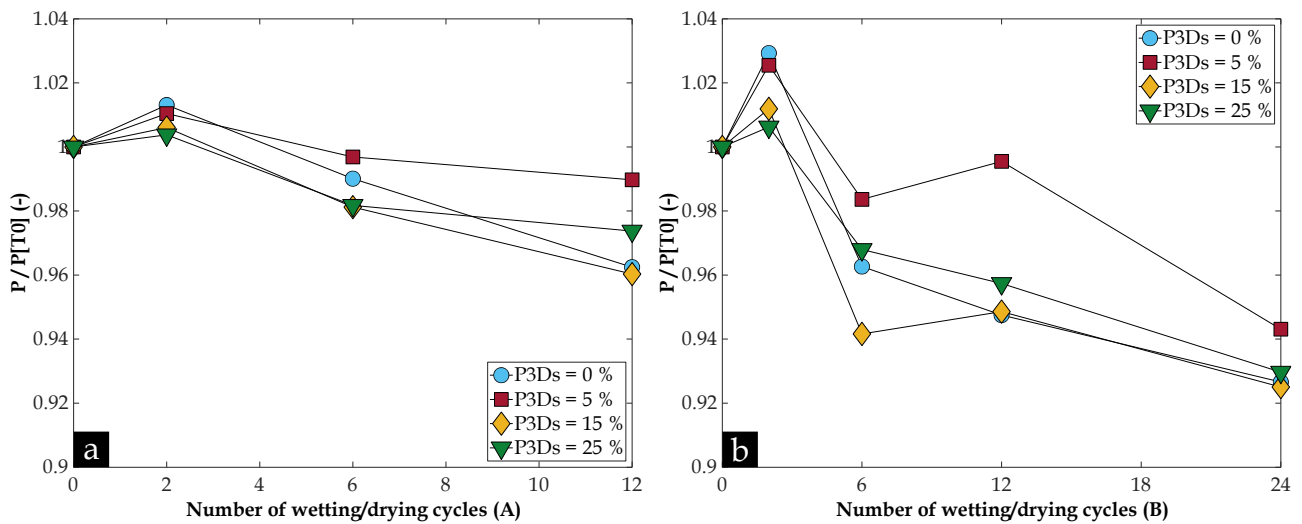 1.04
1.02
1
0.98
0.96
0.94
0.92
0.9
P / P[T0] (-)
0 2 4 6 8 10 12
Number of wetting/drying cycles (A)
P3Ds = 0 %
P3Ds = 5 %
P3Ds = 15 %
P3Ds = 25 %
a
1.04
1.02
1
0.98
0.96
0.94
0.92
0.9
P / P[T0] (-)
0 6 12 18 24
Number of wetting/drying cycles (B)
P3Ds = 0 %
P3Ds = 5 %
P3Ds = 15 %
P3Ds = 25 %
b